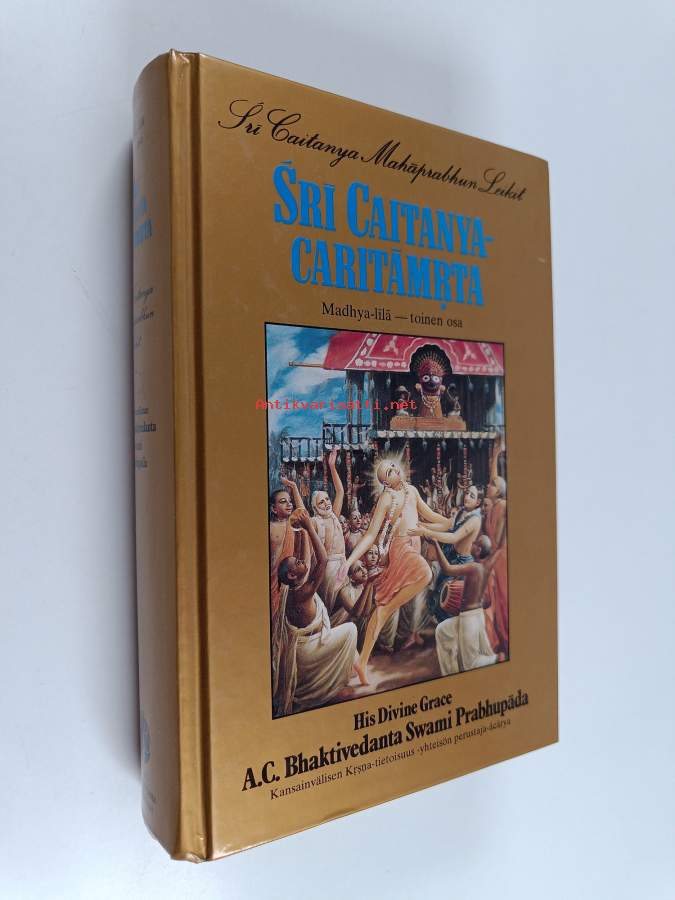 Śrī Caitanya Mahāprabhun Leikit
ŚRĪ CAITANYA-
CARITĀMṚTA
Madhya-līlā — toinen osa
Antikvariaatti.net
His Divine Grace
A.C. Bhaktivedanta Swami Prabhupāda
Kansainvälisen Kṛṣṇa-tietoisuus -yhteisön perustaja-ācārya